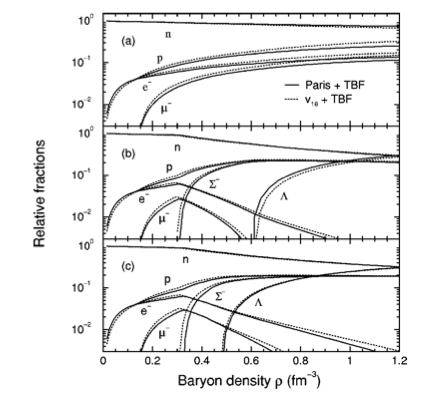 10⁰
(a)
n
p
10⁻¹
e⁻
Paris + TBF
v₁₈ + TBF
10⁻²
μ⁻
10⁰
(b)
n
p
Σ⁻
10⁻¹
e⁻
Λ
10⁻²
μ⁻
10⁰
(c)
n
p
Σ⁻
Λ
10⁻¹
e⁻
10⁻²
μ⁻
0 0.2 0.4 0.6 0.8 1 1.2
Baryon density ρ (fm⁻³)
Relative fractions